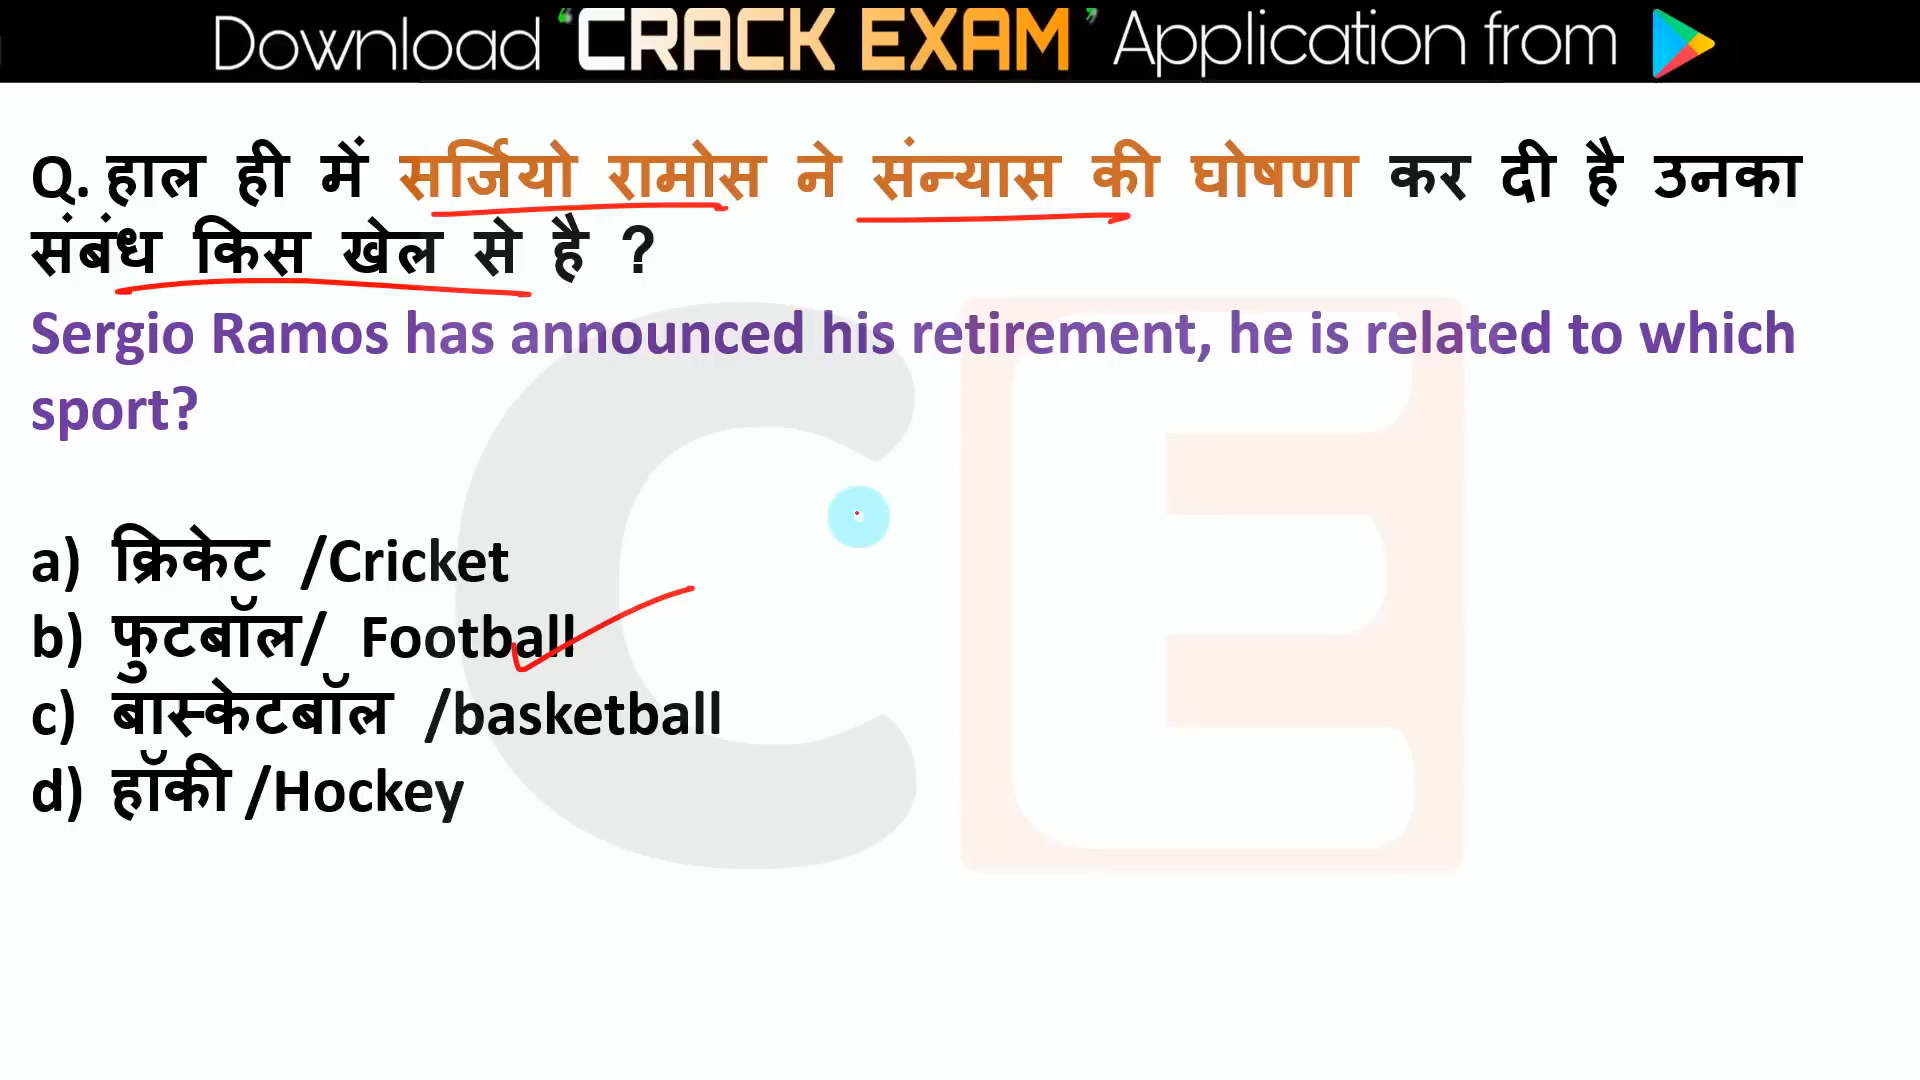 Download ‘CRACK EXAM’ Application from
Q. हाल ही में सर्जियो रामोस ने संन्यास की घोषणा कर दी है उनका
संबंध किस खेल से है ?
Sergio Ramos has announced his retirement, he is related to which
sport?
a) क्रिकेट /Cricket
b) फुटबॉल/ Football
c) बास्केटबॉल /basketball
d) हॉकी /Hockey
CE